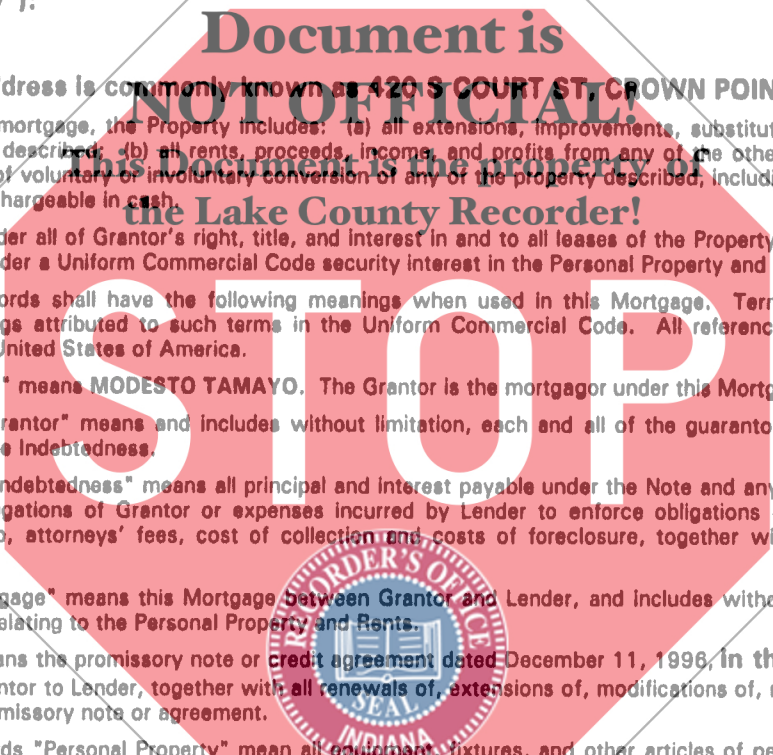 Document is
dress is commonly known as 420 S COURT ST, CROWN POIN
NOT OFFICIAL!
mortgage, the Property includes: (a) all extensions, improvements, substitut
described; (b) all rents, proceeds, income, and profits from any of the othe
This Document is the property of
of voluntary or involuntary conversion of any of the property described, includi
hargeable in cash.
the Lake County Recorder!
der all of Grantor's right, title, and interest in and to all leases of the Property
der a Uniform Commercial Code security interest in the Personal Property and
ords shall have the following meanings when used in this Mortgage. Terr
gs attributed to such terms in the Uniform Commercial Code. All referenc
United States of America.
STOP
" means MODESTO TAMAYO. The Grantor is the mortgagor under this Mortg
rantor" means and includes without limitation, each and all of the guaranto
e Indebtedness.
ndebtedness" means all principal and interest payable under the Note and any
gations of Grantor or expenses incurred by Lender to enforce obligations
o, attorneys' fees, cost of collection and costs of foreclosure, together wi
gage" means this Mortgage between Grantor and Lender, and includes witho
elating to the Personal Property and Rents.
ans the promissory note or credit agreement dated December 11, 1996, in th
ntor to Lender, together with all renewals of, extensions of, modifications of,
missory note or agreement.
ds "Personal Property" mean all equipment, fixtures, and other articles of pe
RECORDER'S OFFICE
SEAL
INDIANA